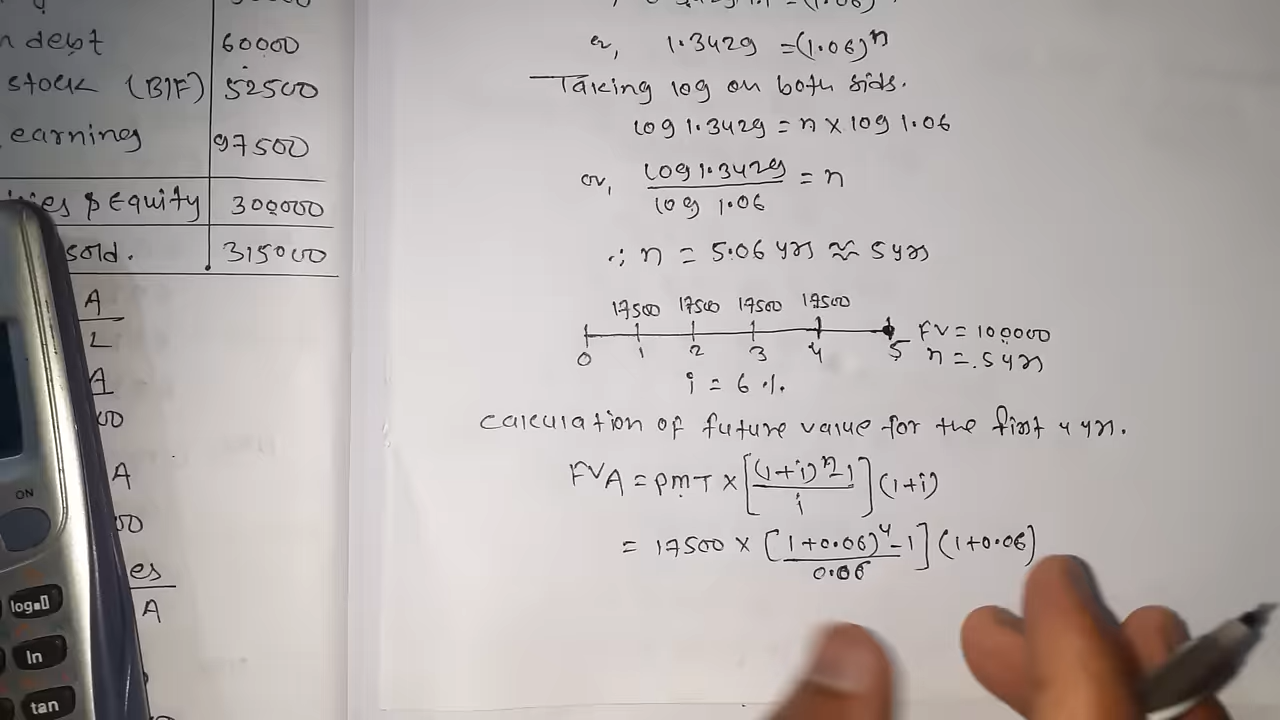 n debt 60000
stock (B/F) 52500
earning 97500
ies & Equity 300000
sold. 315000
A
L
A
00
A
00
es
A
ON
log
ln
tan
or, 1.3429 = (1.06)^n
Taking log on both sides.
log 1.3429 = n × log 1.06
or, log 1.3429 / log 1.06 = n
∴ n = 5.06 yrs ≈ 5 yrs
17500 17500 17500 17500
0 1 2 3 4 5
FV = 100000
n = 5 yrs
i = 6 %.
calculation of future value for the first 4 yrs.
FVA = PMT × [(1+i)^n - 1 / i] (1+i)
= 17500 × [(1+0.06)^4 - 1 / 0.06] (1+0.06)